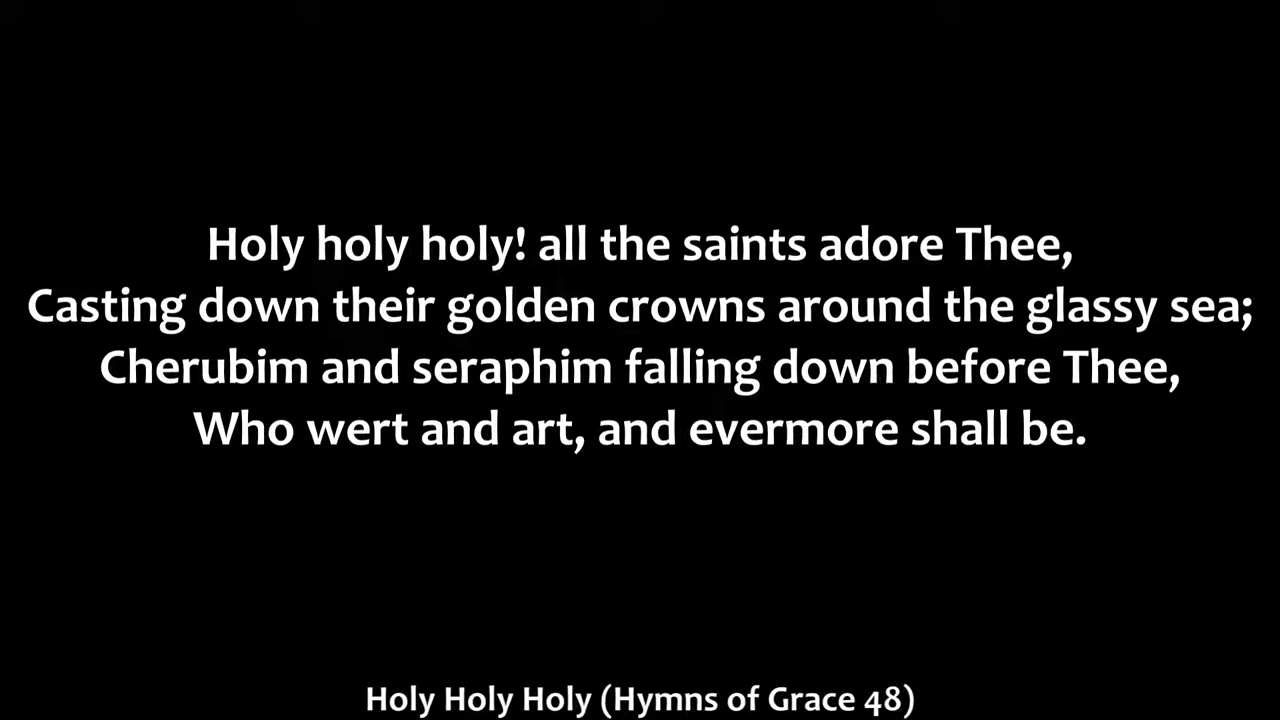 Holy holy holy! all the saints adore Thee,
Casting down their golden crowns around the glassy sea;
Cherubim and seraphim falling down before Thee,
Who wert and art, and evermore shall be.
Holy Holy Holy (Hymns of Grace 48)